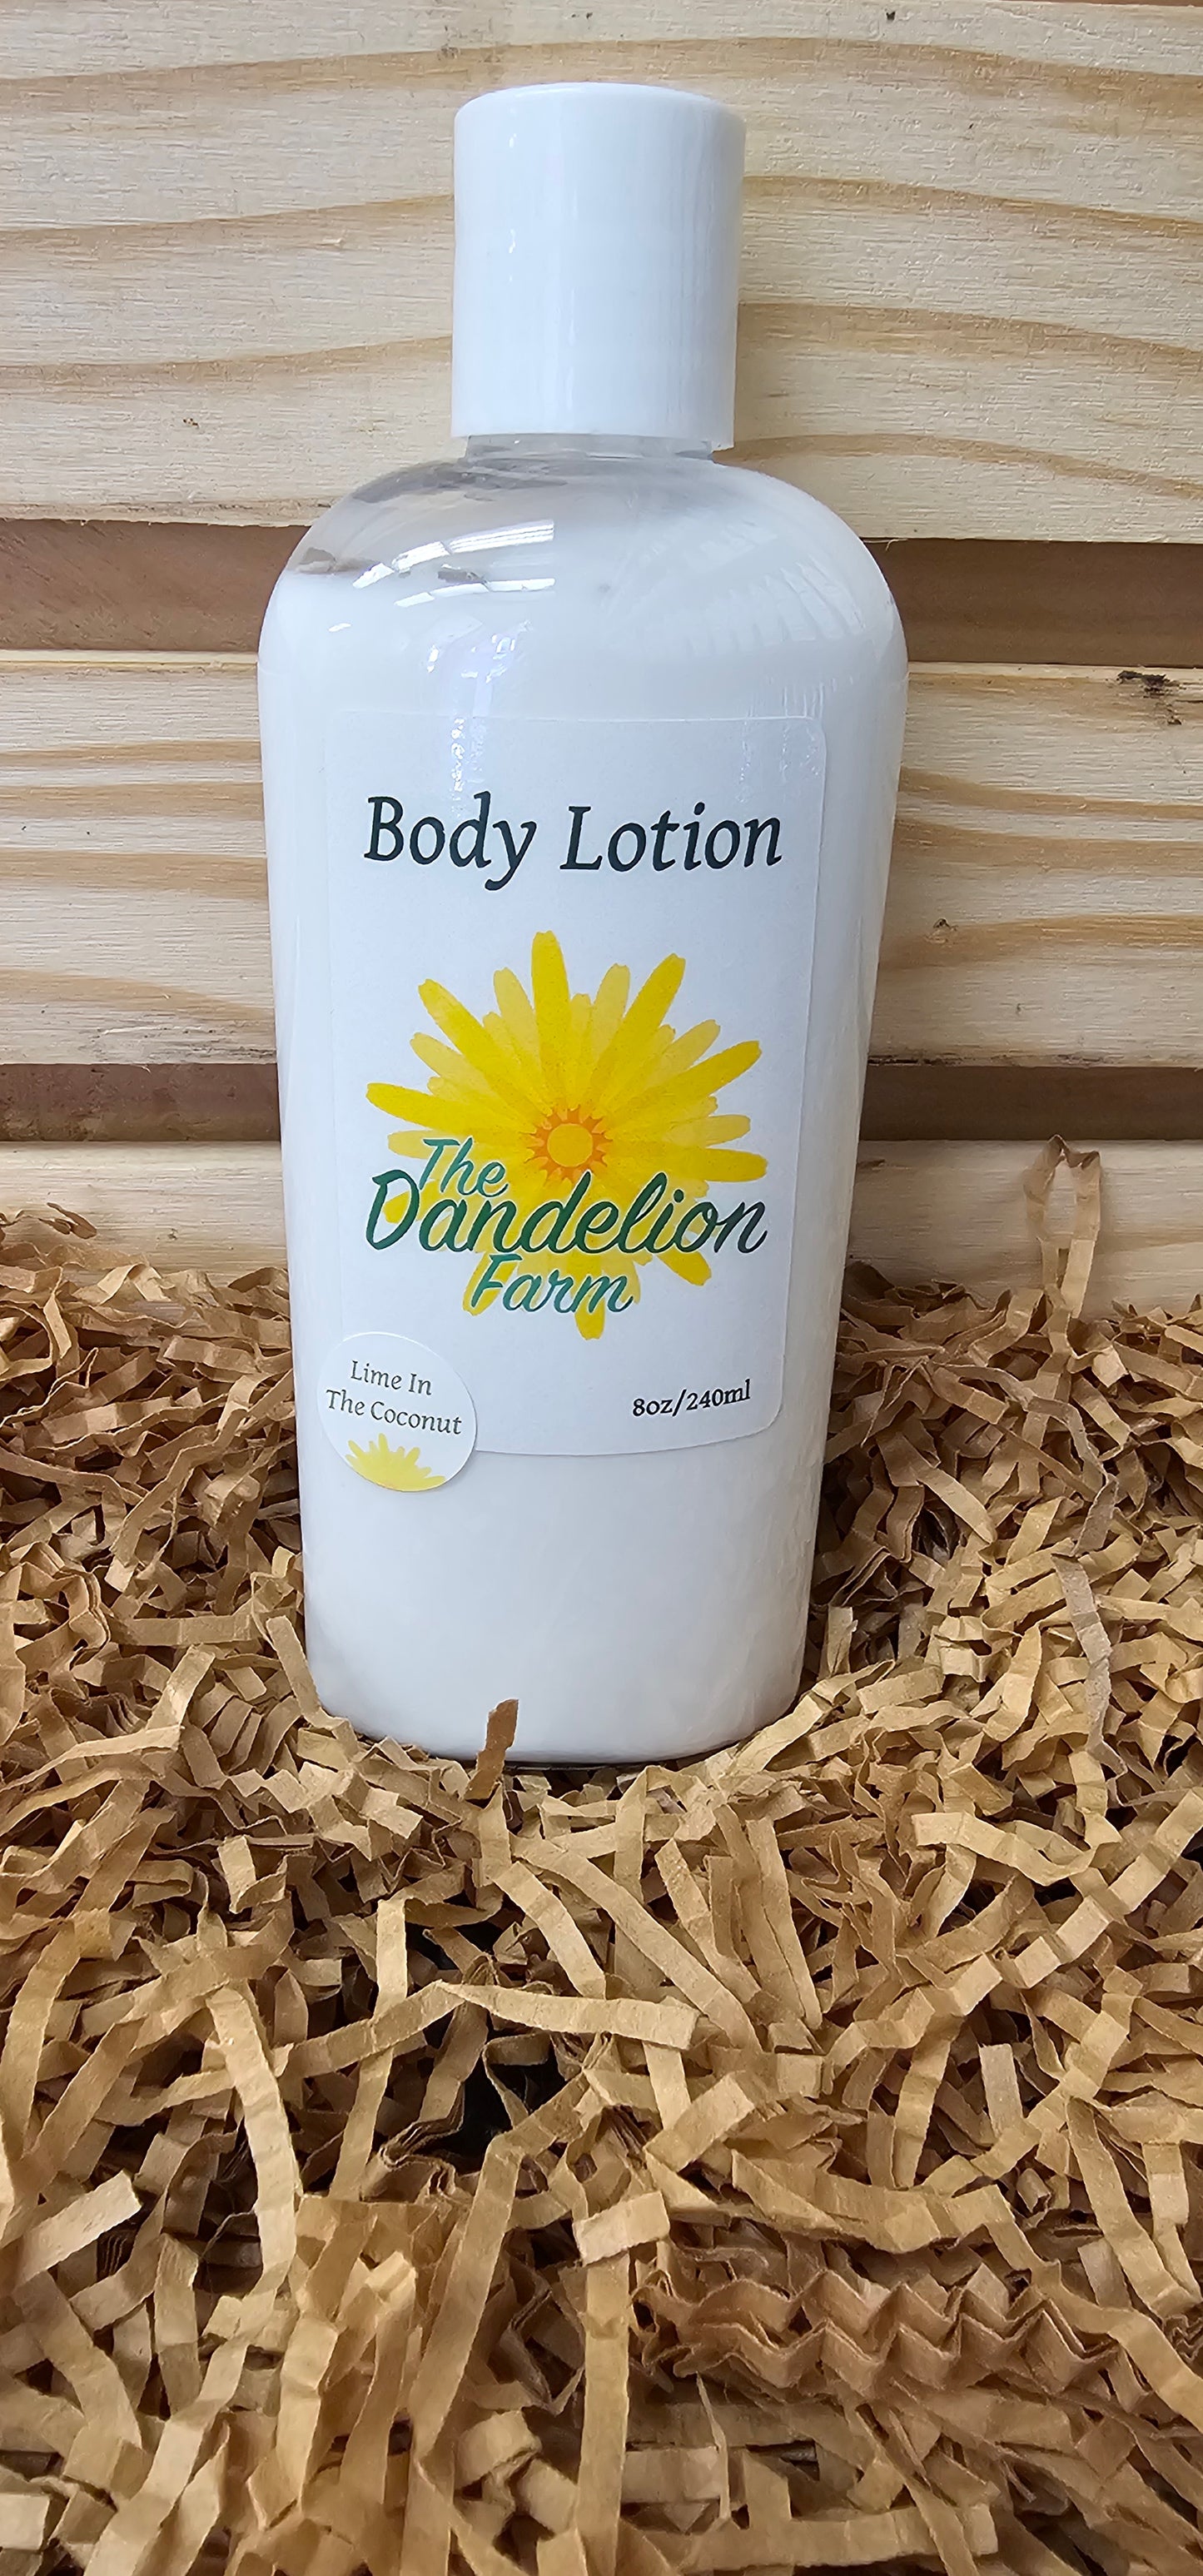 Body Lotion
The
Dandelion
Farm
Lime In
The Coconut
8oz/240ml